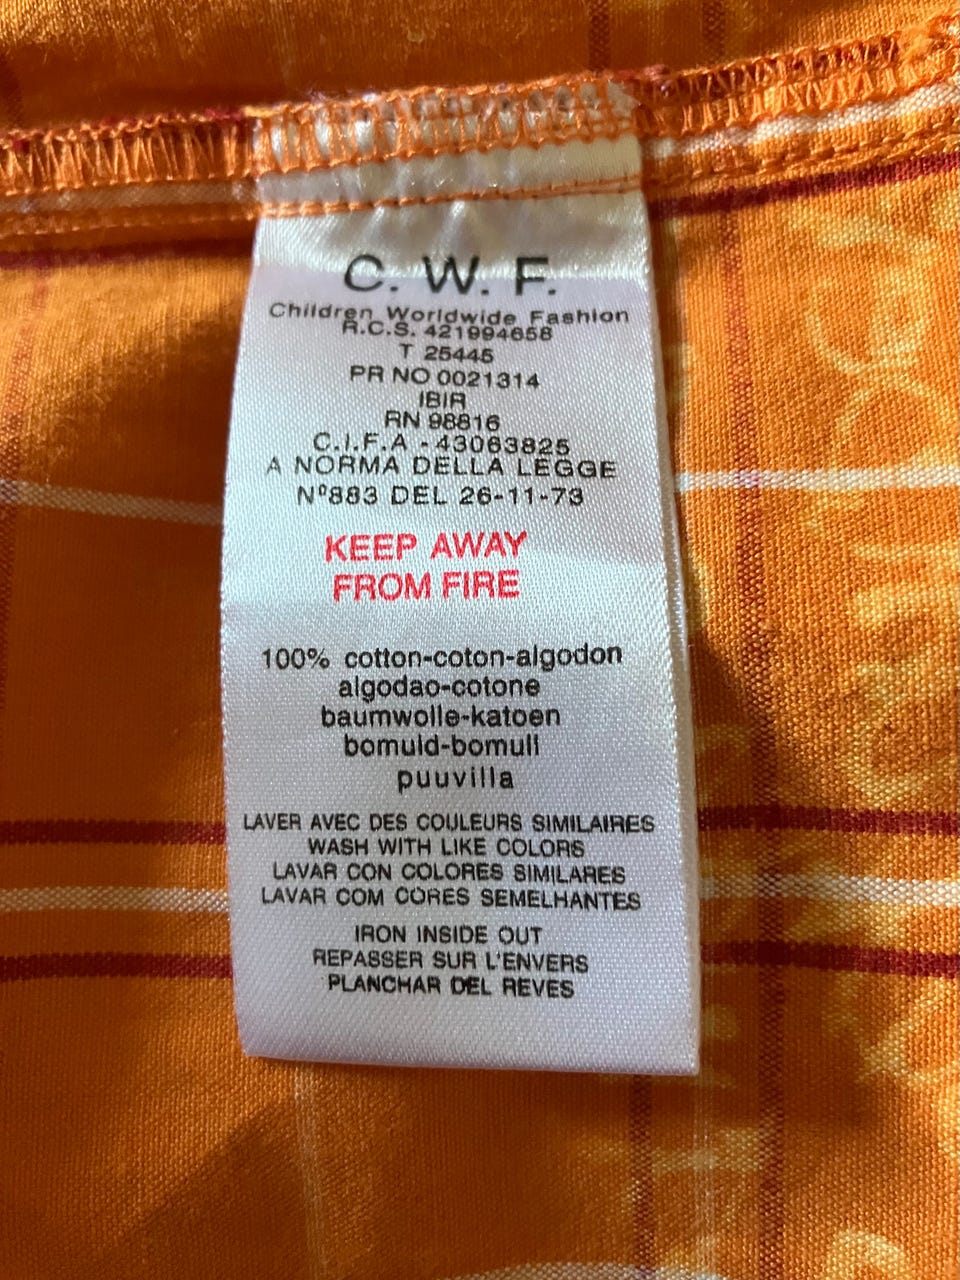 C. W. F.
Children Worldwide Fashion
R.C.S. 421994658
T 25445
PR NO 0021314
IBIR
RN 98816
C.I.F.A - 43063825
A NORMA DELLA LEGGE
Nº883 DEL 26-11-73
KEEP AWAY
FROM FIRE
100% cotton-coton-algodon
algodao-cotone
baumwolle-katoen
bomuld-bomull
puuvilla
LAVER AVEC DES COULEURS SIMILAIRES
WASH WITH LIKE COLORS
LAVAR CON COLORES SIMILARES
LAVAR COM CORES SEMELHANTES
IRON INSIDE OUT
REPASSER SUR L'ENVERS
PLANCHAR DEL REVES